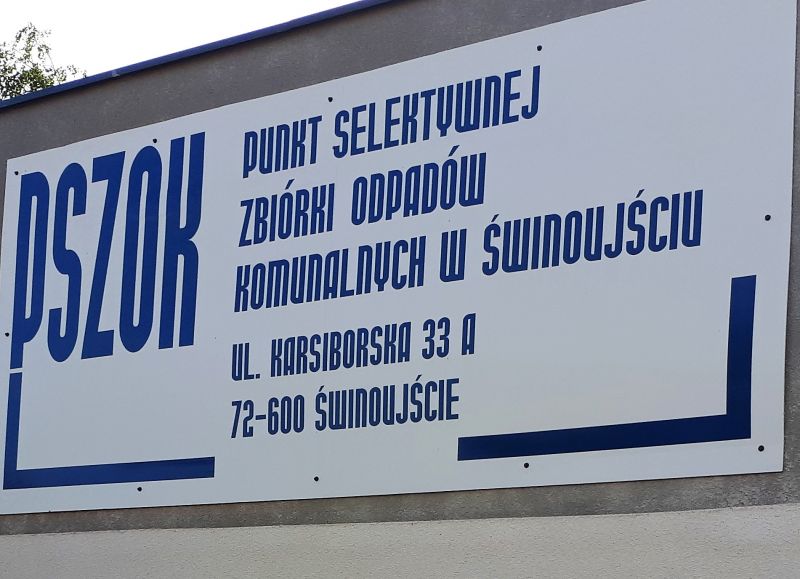 PSZOK
PUNKT SELEKTYWNEJ
ZBIÓRKI ODPADÓW
KOMUNALNYCH W ŚWINOUJŚCIU
UL. KARSIBORSKA 33 A
72-600 ŚWINOUJŚCIE